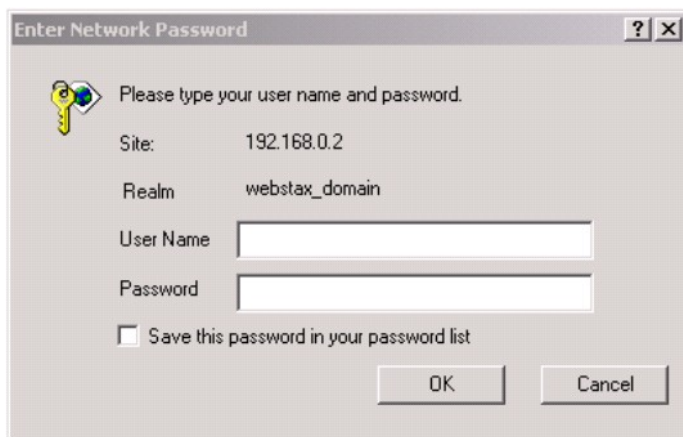 Enter Network Password
Please type your user name and password.
Site: 192.168.0.2
Realm webstax_domain
User Name
Password
Save this password in your password list
OK Cancel